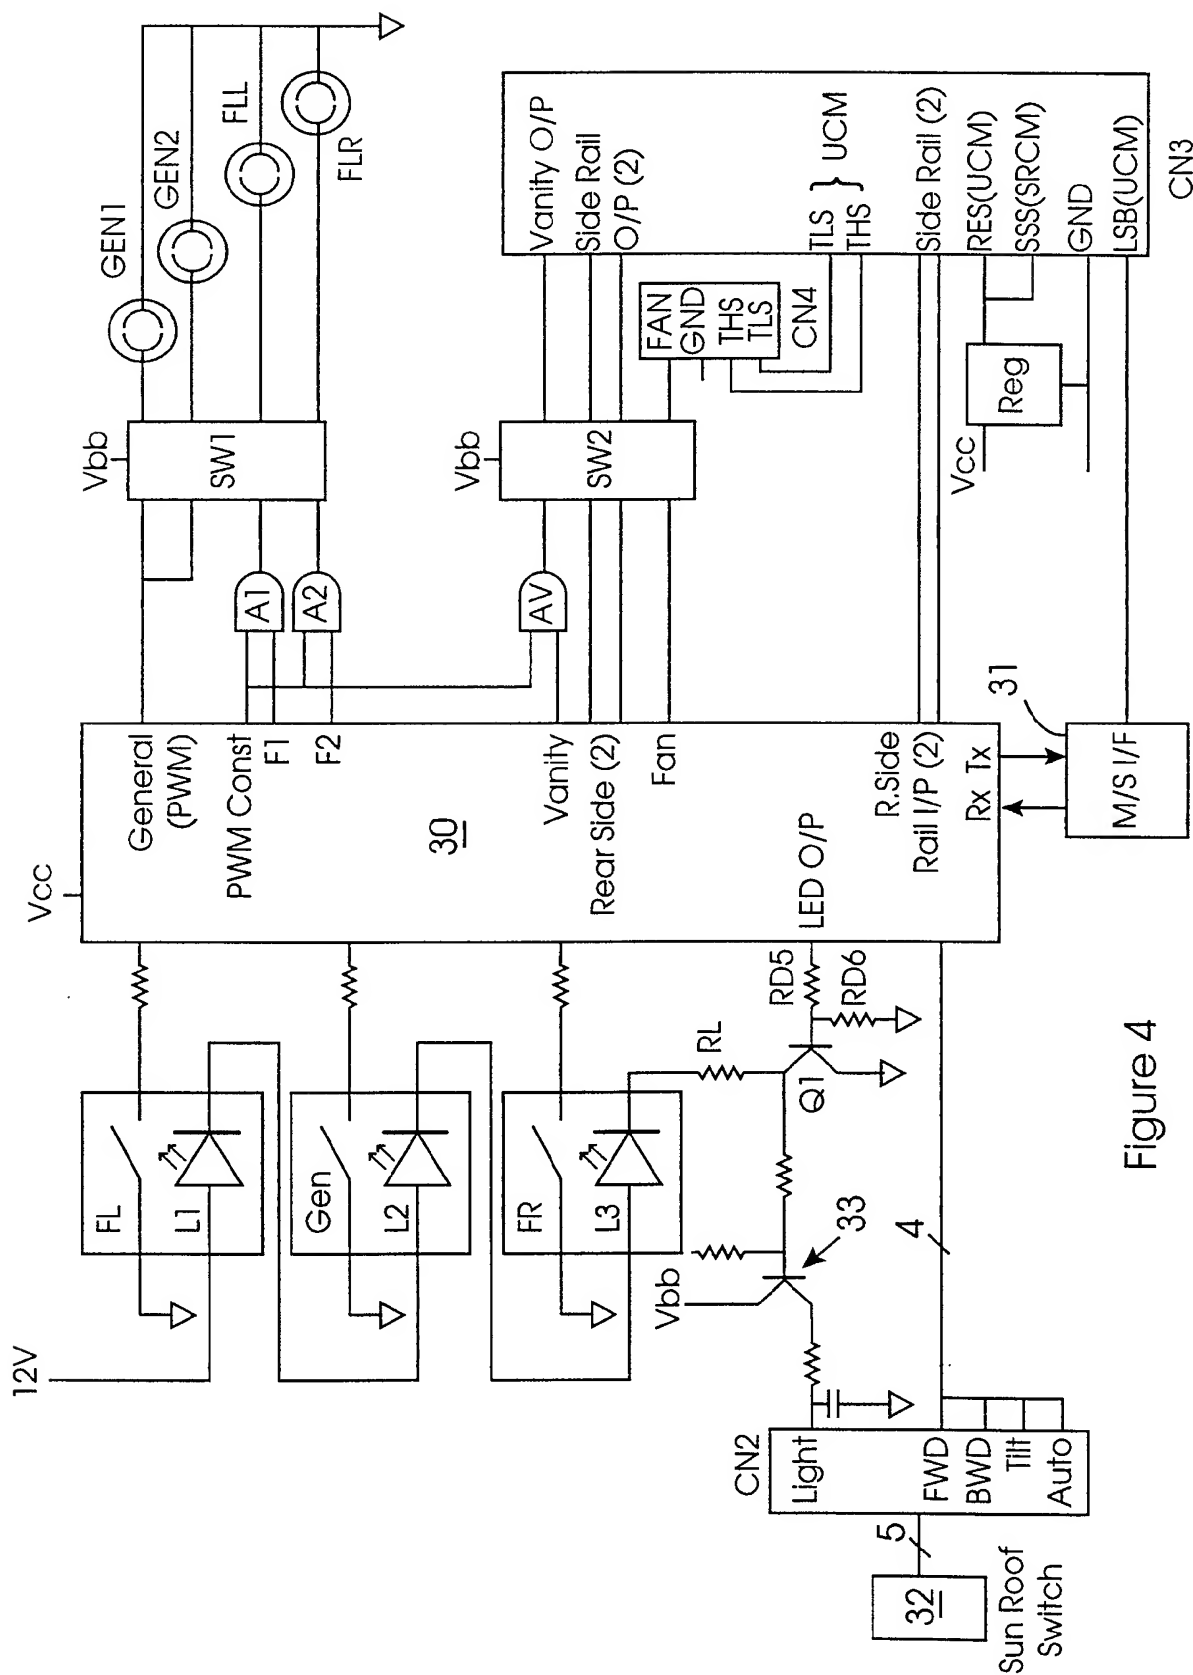 GEN1
GEN2
FLL
FLR
Vbb
SW1
A1
A2
Vcc
General
(PWM)
PWM Const
F1
F2
30
Vanity
Rear Side (2)
Fan
LED O/P
R.Side
Rail I/P (2)
Rx Tx
AV
Vbb
SW2
Vanity O/P
Side Rail
O/P (2)
TLS
THS
} UCM
Side Rail (2)
RES(UCM)
SSS(SRCM)
GND
LSB(UCM)
CN3
FAN
GND
THS
TLS
CN4
Reg
Vcc
31
M/S I/F
12V
FL
L1
Gen
L2
FR
L3
RL
RD5
RD6
Q1
Vbb
33
4
CN2
Light
FWD
BWD
Tilt
Auto
5
32
Sun Roof
Switch
Figure 4